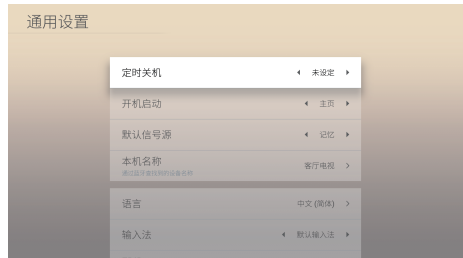 通用设置
定时关机 未设定
开机启动 主页
默认信号源 记忆
本机名称 客厅电视
语言 中文 (简体)
输入法 默认输入法